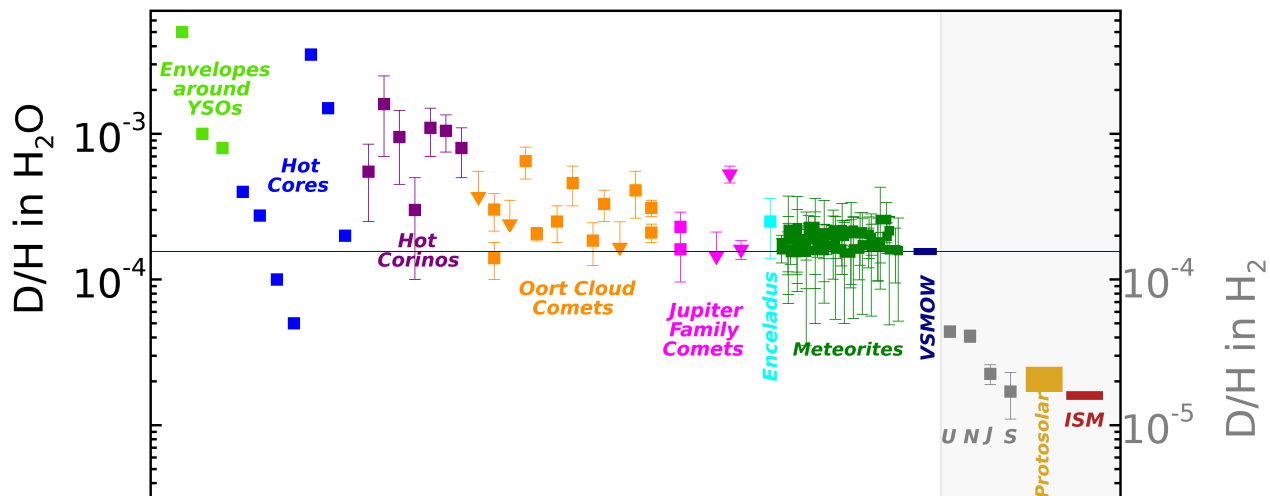 D/H in H2O
10-3
10-4
Envelopes
around
YSOs
Hot
Cores
Hot
Corinos
Oort Cloud
Comets
Jupiter
Family
Comets
Enceladus
Meteorites
VSMOW
U N J S
Protosolar
ISM
10-4
10-5
D/H in H2